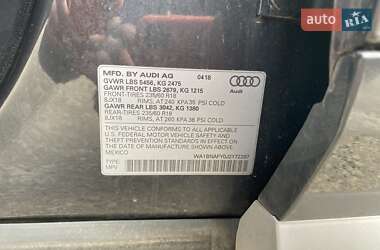 AUTO RIA
MFD. BY AUDI AG 04/18
GVWR LBS 5456, KG 2475
GAWR FRONT LBS 2679, KG 1215
FRONT-TIRES 235/60 R18
8JX18 RIMS, AT 240 KPA 35 PSI COLD
GAWR REAR LBS 3042, KG 1380
REAR-TIRES 235/60 R18
8JX18 RIMS, AT 260 KPA 38 PSI COLD
Audi
THIS VEHICLE CONFORMS TO ALL APPLICABLE
FEDERAL MOTOR VEHICLE SAFETY AND
THEFT PREVENTION STANDARDS IN EFFECT ON
THE DATE OF MANUFACTURE SHOWN ABOVE.
MEXICO
TYPE:
MPV